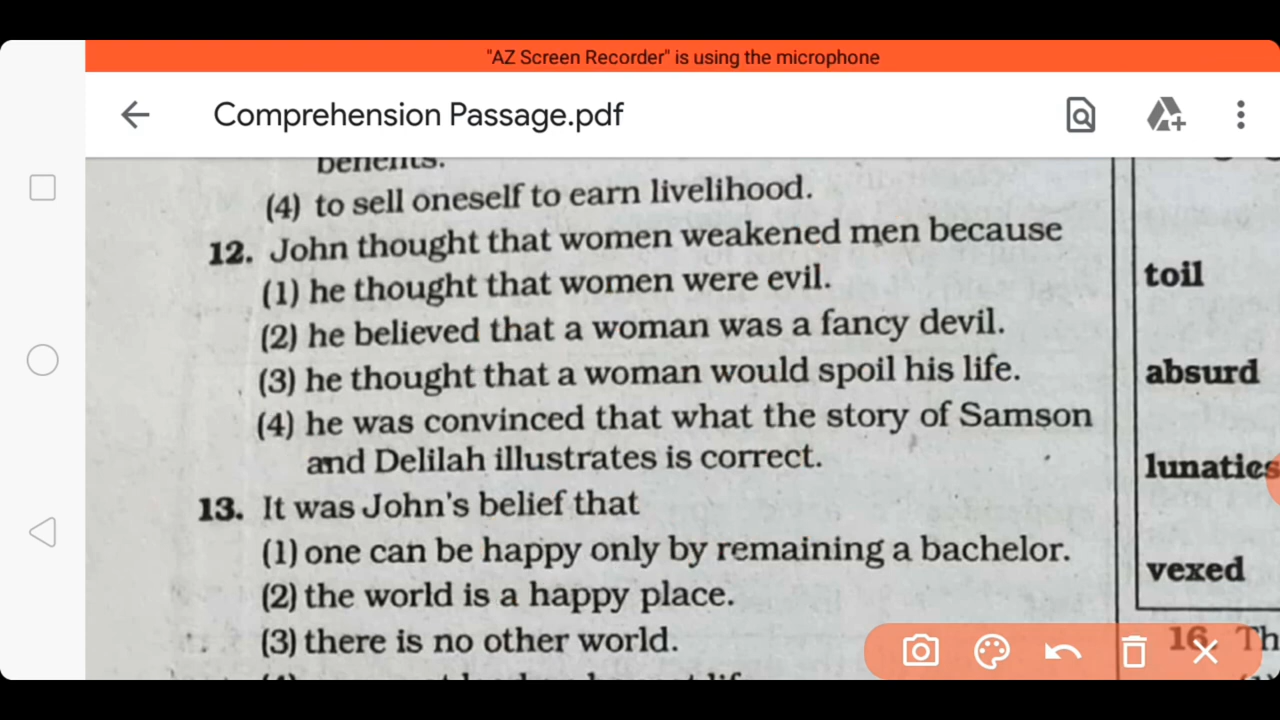 "AZ Screen Recorder" is using the microphone
Comprehension Passage.pdf
benefits.
(4) to sell oneself to earn livelihood.
12. John thought that women weakened men because
(1) he thought that women were evil.
(2) he believed that a woman was a fancy devil.
(3) he thought that a woman would spoil his life.
(4) he was convinced that what the story of Samson
and Delilah illustrates is correct.
13. It was John's belief that
(1) one can be happy only by remaining a bachelor.
(2) the world is a happy place.
(3) there is no other world.
toil
absurd
lunatics
vexed
16. Th